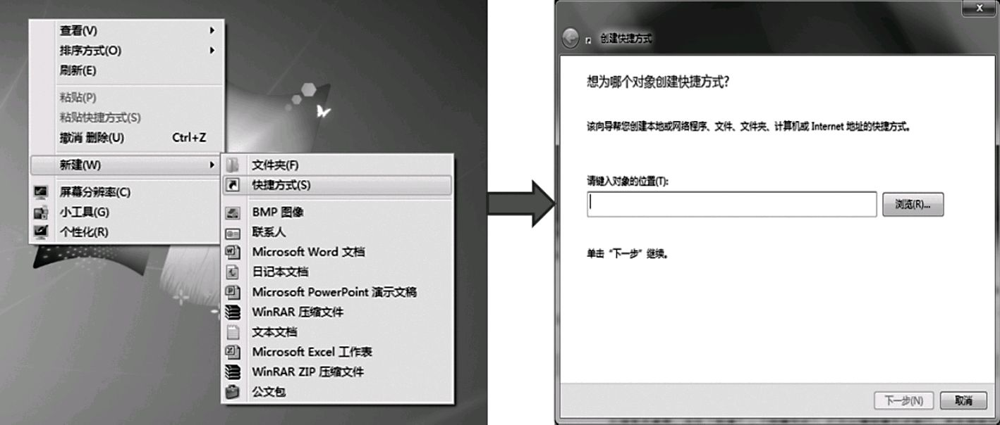 查看(V)
排序方式(O)
刷新(E)
粘贴(P)
粘贴快捷方式(S)
撤消 删除(U) Ctrl+Z
新建(W)
屏幕分辨率(C)
小工具(G)
个性化(R)
文件夹(F)
快捷方式(S)
BMP 图像
联系人
Microsoft Word 文档
日记本文档
Microsoft PowerPoint 演示文稿
WinRAR 压缩文件
文本文档
Microsoft Excel 工作表
WinRAR ZIP 压缩文件
公文包
创建快捷方式
想为哪个对象创建快捷方式?
该向导帮您创建本地或网络程序、文件、文件夹、计算机或 Internet 地址的快捷方式。
请键入对象的位置(T):
浏览(R)...
单击“下一步”继续。
下一步(N)
取消